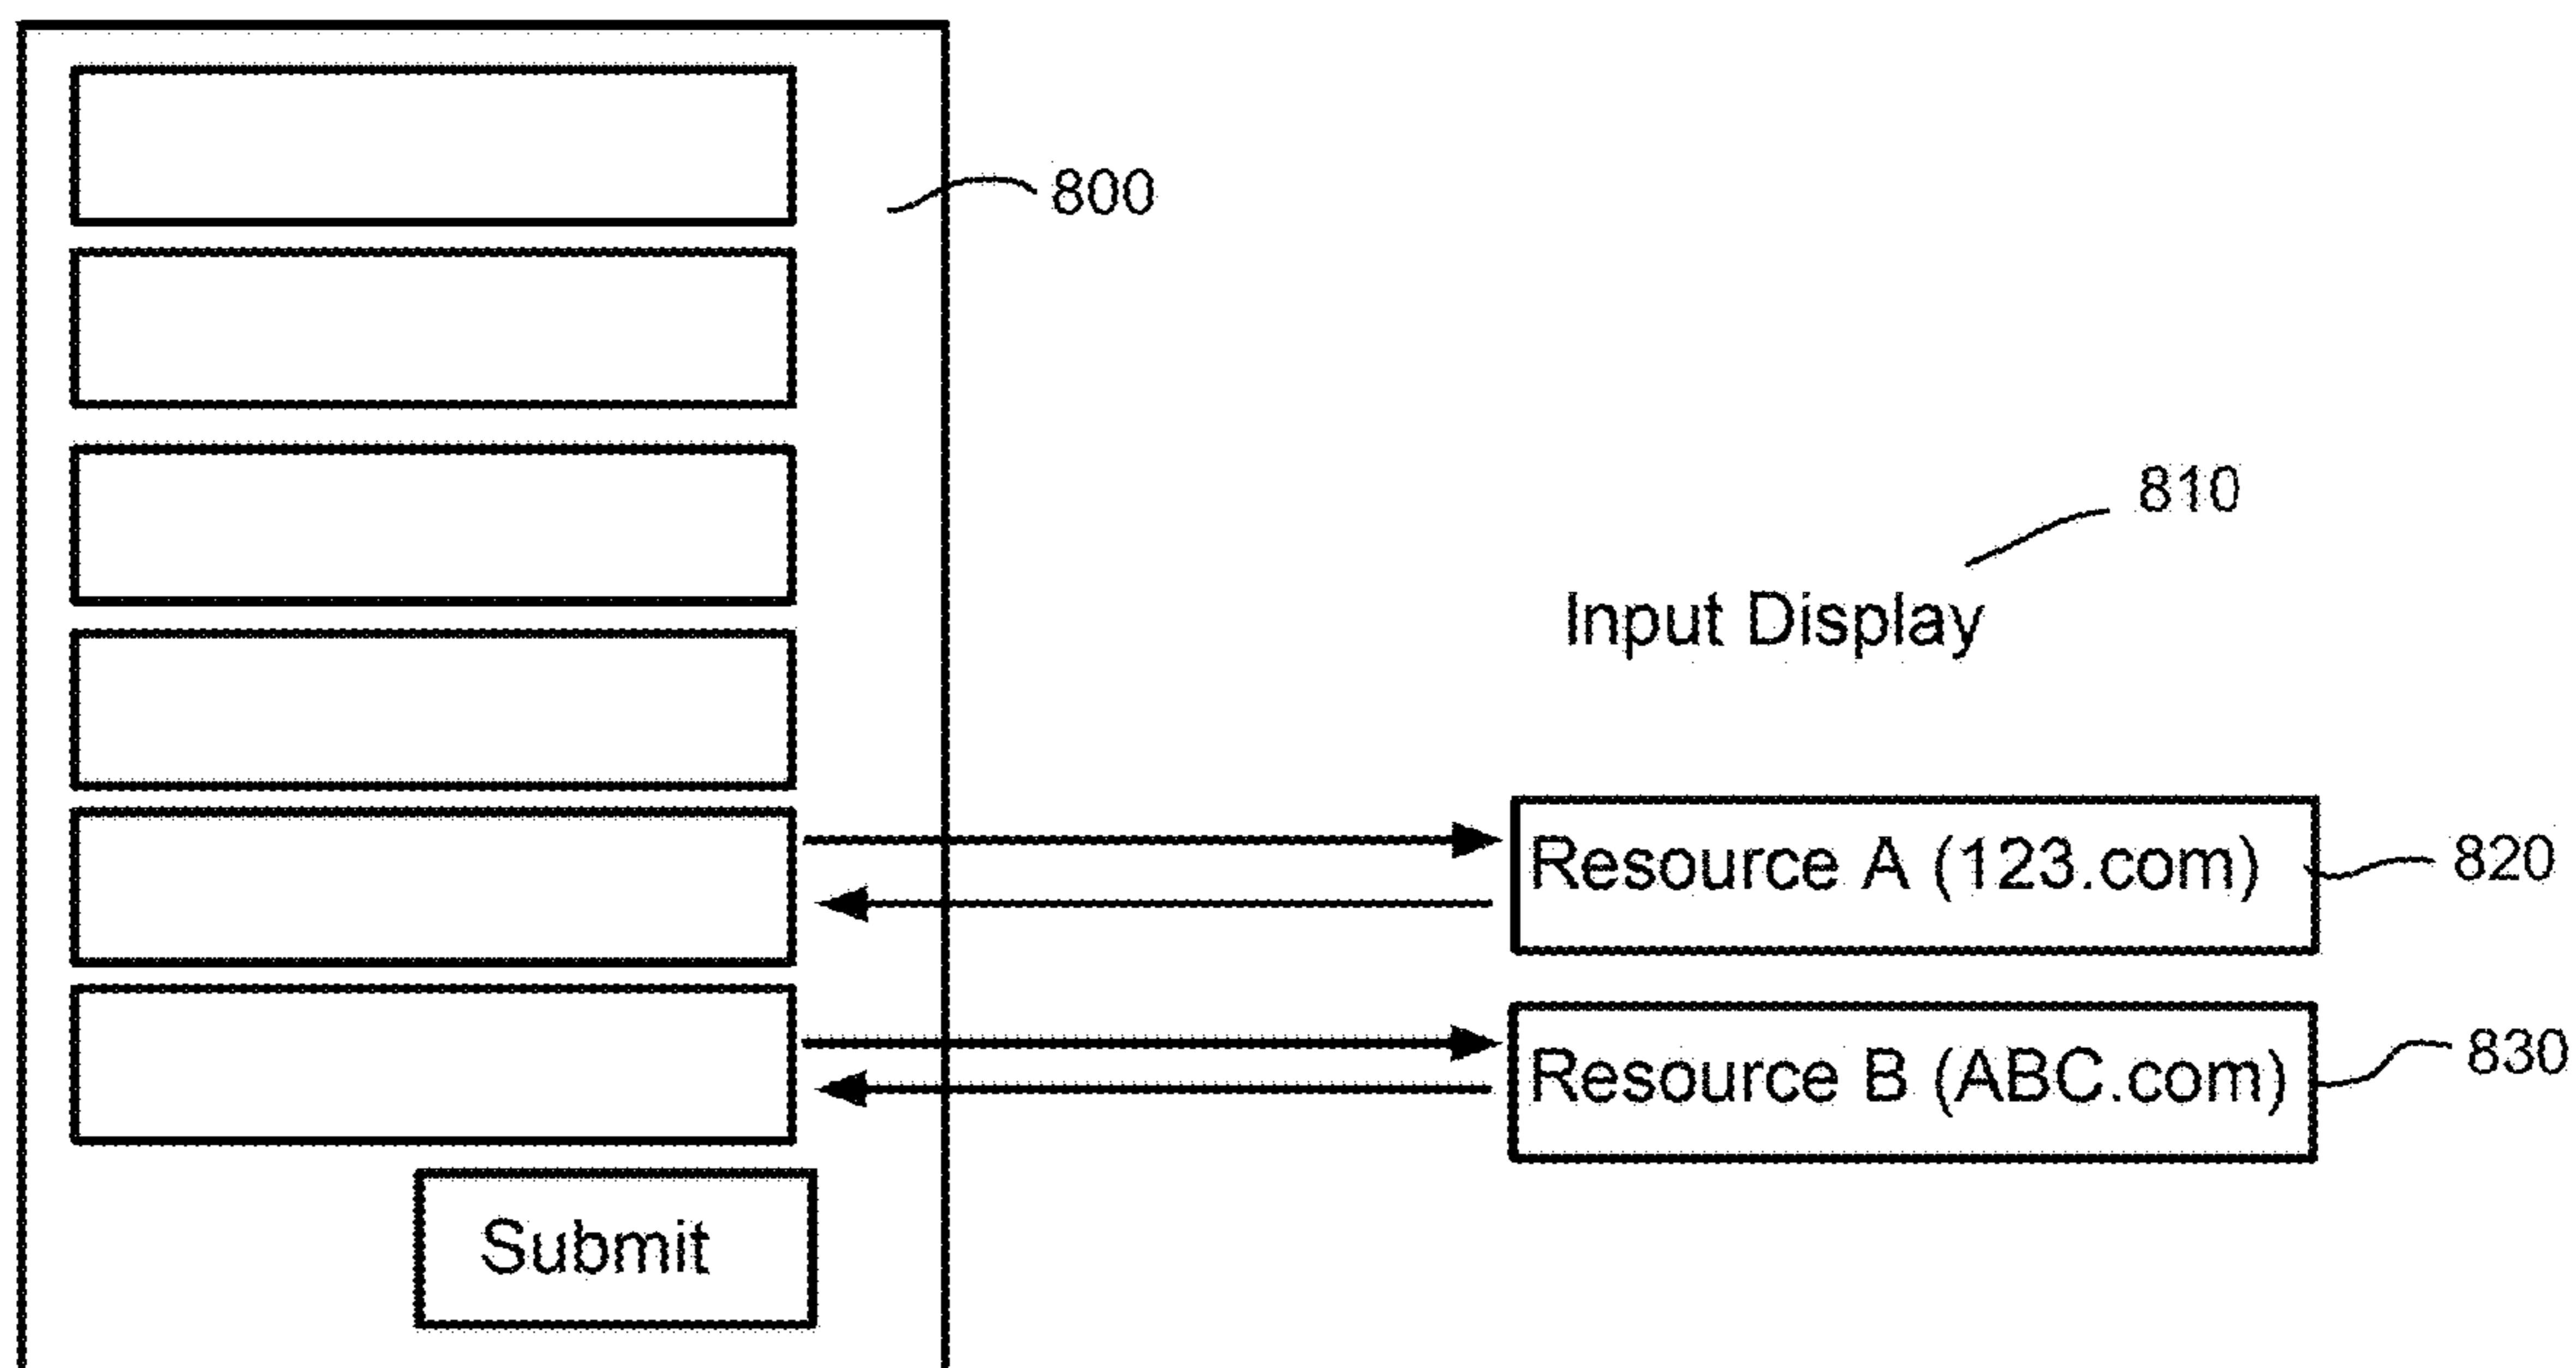 800
810
Input Display
Resource A (123.com)
820
Resource B (ABC.com)
830
Submit